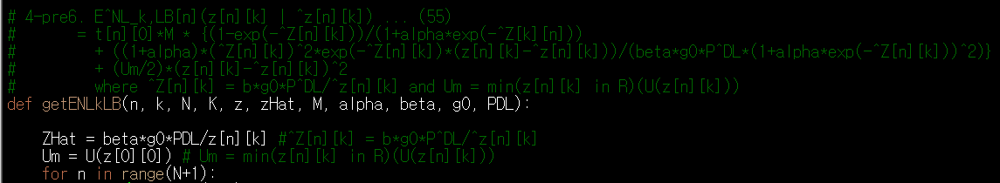 # 4-pre6. E^NL_k,LB[n](z[n][k] | ^z[n][k]) ... (55)
#       = t[n][0]*M * {(1-exp(-^Z[n][k]))/(1+alpha*exp(-^Z[k][n]))
#         + ((1+alpha)*(^Z[n][k])^2*exp(-^Z[n][k])*(z[n][k]-^z[n][k]))/(beta*g0*P^DL*(1+alpha*exp(-^Z[n][k]))^2)}
#         + (Um/2)*(z[n][k]-^z[n][k])^2
#         where ^Z[n][k] = b*g0*P^DL/^z[n][k] and Um = min(z[n][k] in R)(U(z[n][k]))
def getENLkLB(n, k, N, K, z, zHat, M, alpha, beta, g0, PDL):
    ZHat = beta*g0*PDL/z[n][k] #^Z[n][k] = b*g0*P^DL/^z[n][k]
    Um = U(z[0][0]) # Um = min(z[n][k] in R)(U(z[n][k]))
    for n in range(N+1):